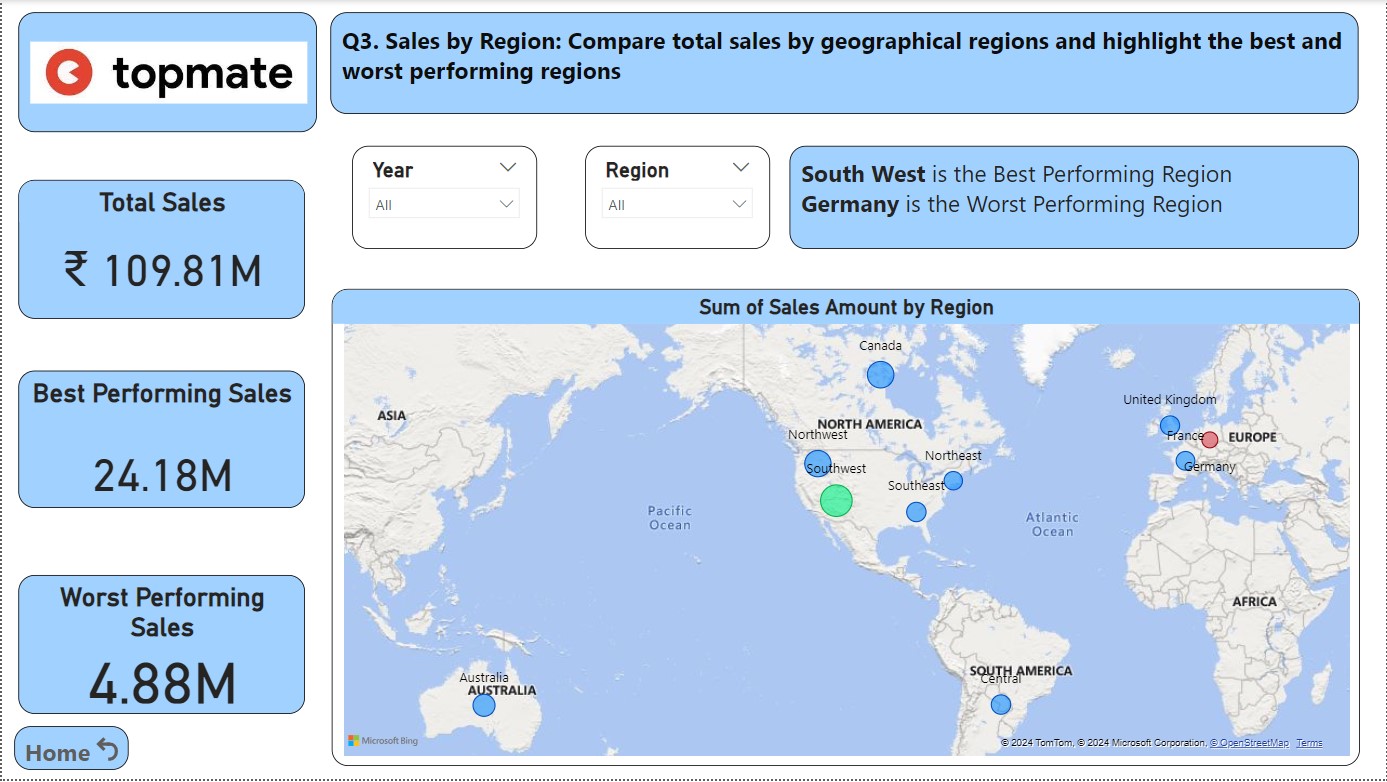 topmate
Q3. Sales by Region: Compare total sales by geographical regions and highlight the best and
worst performing regions
Year
All
Region
All
South West is the Best Performing Region
Germany is the Worst Performing Region
Total Sales
₹ 109.81M
Best Performing Sales
24.18M
Worst Performing
Sales
4.88M
Home
Sum of Sales Amount by Region
Canada
United Kingdom
ASIA
NORTH AMERICA
Northwest
France
EUROPE
Northeast
Southwest
Germany
Southeast
Pacific
Ocean
Atlantic
Ocean
AFRICA
SOUTH AMERICA
Central
Australia
AUSTRALIA
Microsoft Bing
© 2024 TomTom, © 2024 Microsoft Corporation, © OpenStreetMap Terms